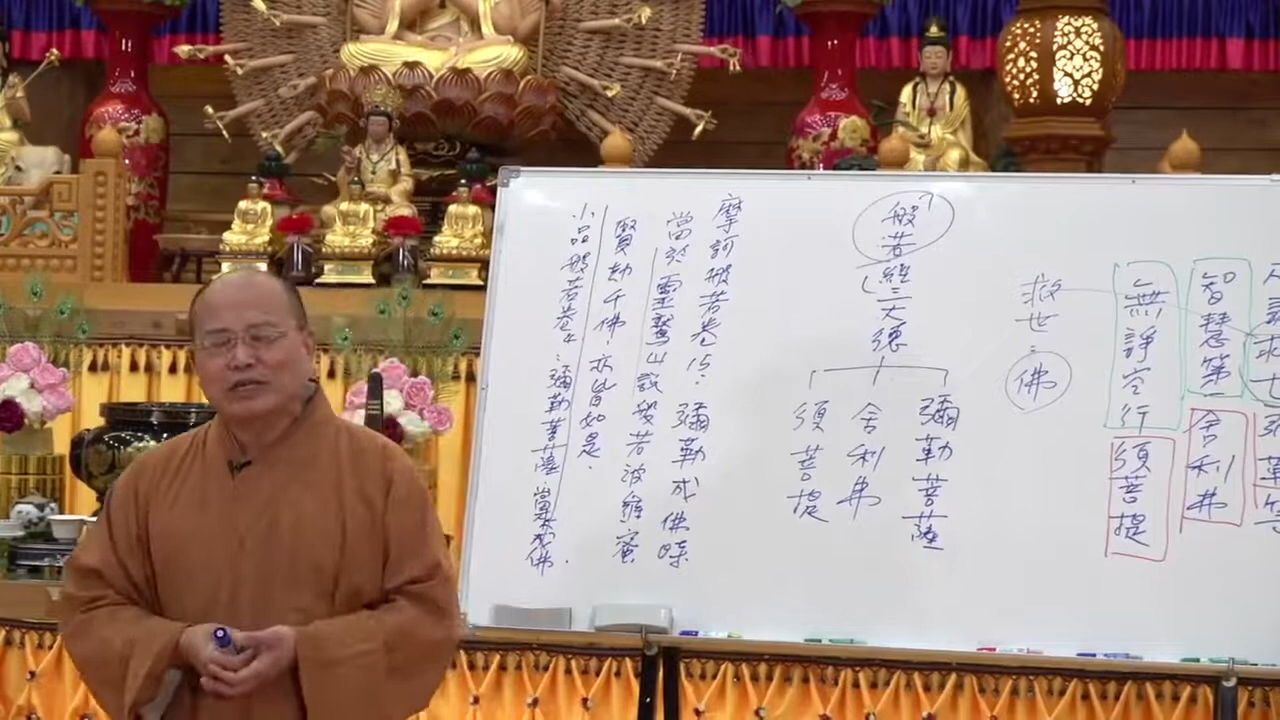 智慧第一
舍利弗
無諍空行
須菩提
救世：
佛
般若經三大德
彌勒菩薩
舍利弗
須菩提
摩訶般若卷15：彌勒成佛時
當於靈鷲山說般若波羅蜜
賢劫千佛，亦皆如是．
小品般若卷4：彌勒菩薩當來成佛．